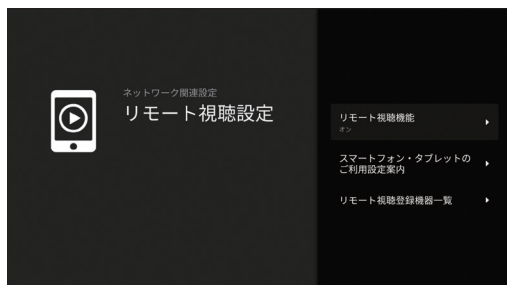 ネットワーク関連設定
リモート視聴設定
リモート視聴機能
オン
スマートフォン・タブレットの
ご利用設定案内
リモート視聴登録機器一覧